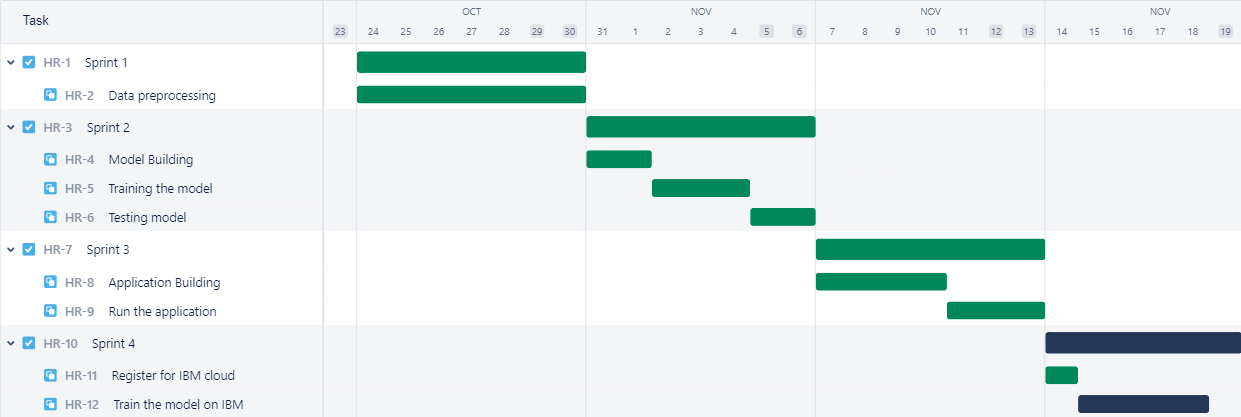 OCT NOV NOV NOV
Task
23 24 25 26 27 28 29 30 31 1 2 3 4 5 6 7 8 9 10 11 12 13 14 15 16 17 18 19
HR-1 Sprint 1
HR-2 Data preprocessing
HR-3 Sprint 2
HR-4 Model Building
HR-5 Training the model
HR-6 Testing model
HR-7 Sprint 3
HR-8 Application Building
HR-9 Run the application
HR-10 Sprint 4
HR-11 Register for IBM cloud
HR-12 Train the model on IBM